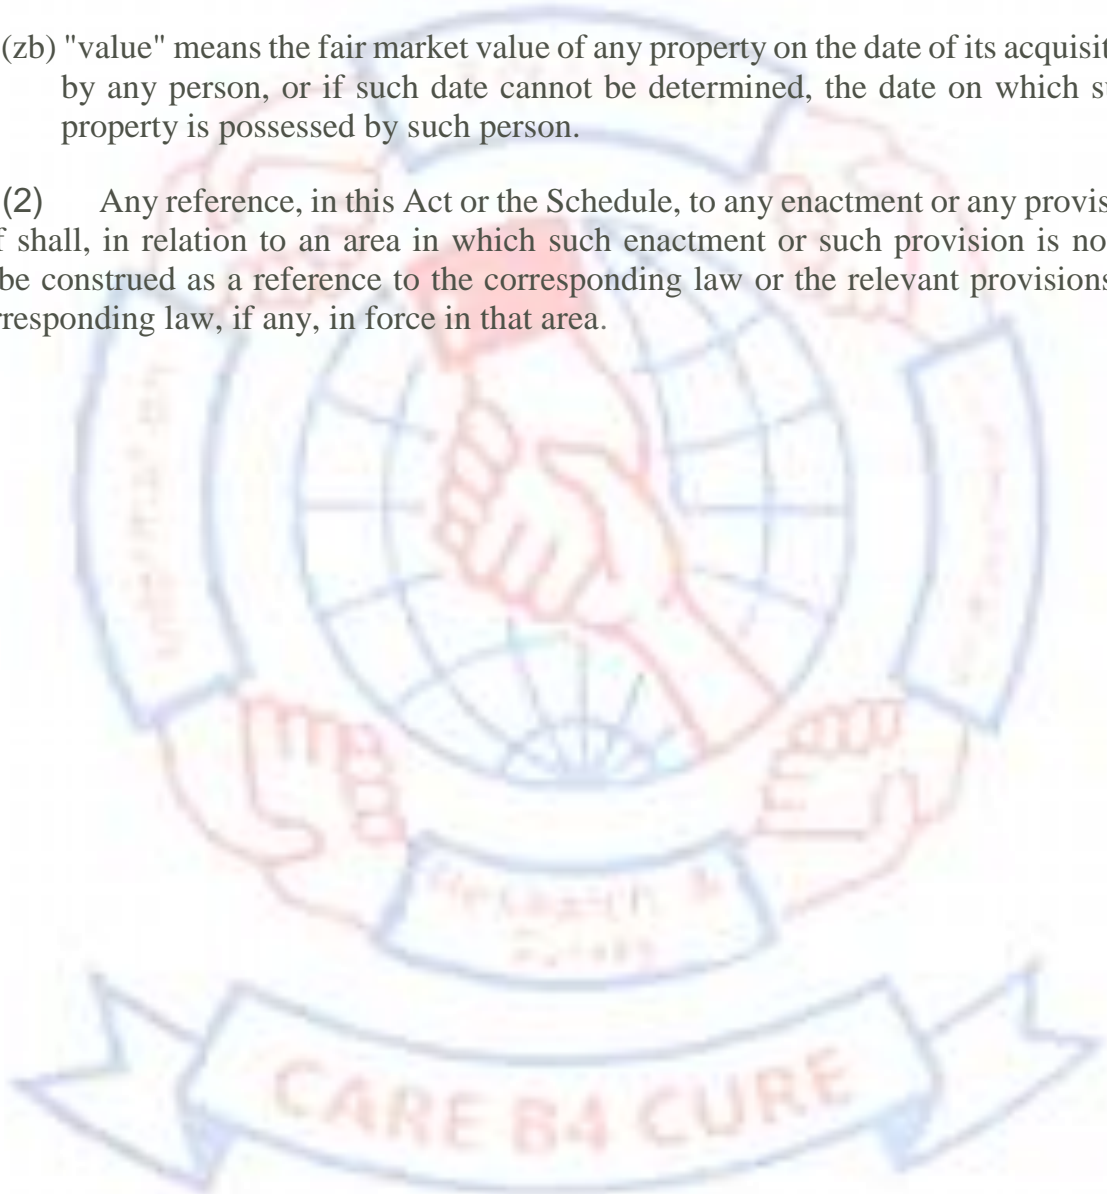 (zb) "value" means the fair market value of any property on the date of its acquisit
by any person, or if such date cannot be determined, the date on which s
property is possessed by such person.
(2) Any reference, in this Act or the Schedule, to any enactment or any provis
f shall, in relation to an area in which such enactment or such provision is no
be construed as a reference to the corresponding law or the relevant provisions
rresponding law, if any, in force in that area.
Research &
CARE B4 CURE